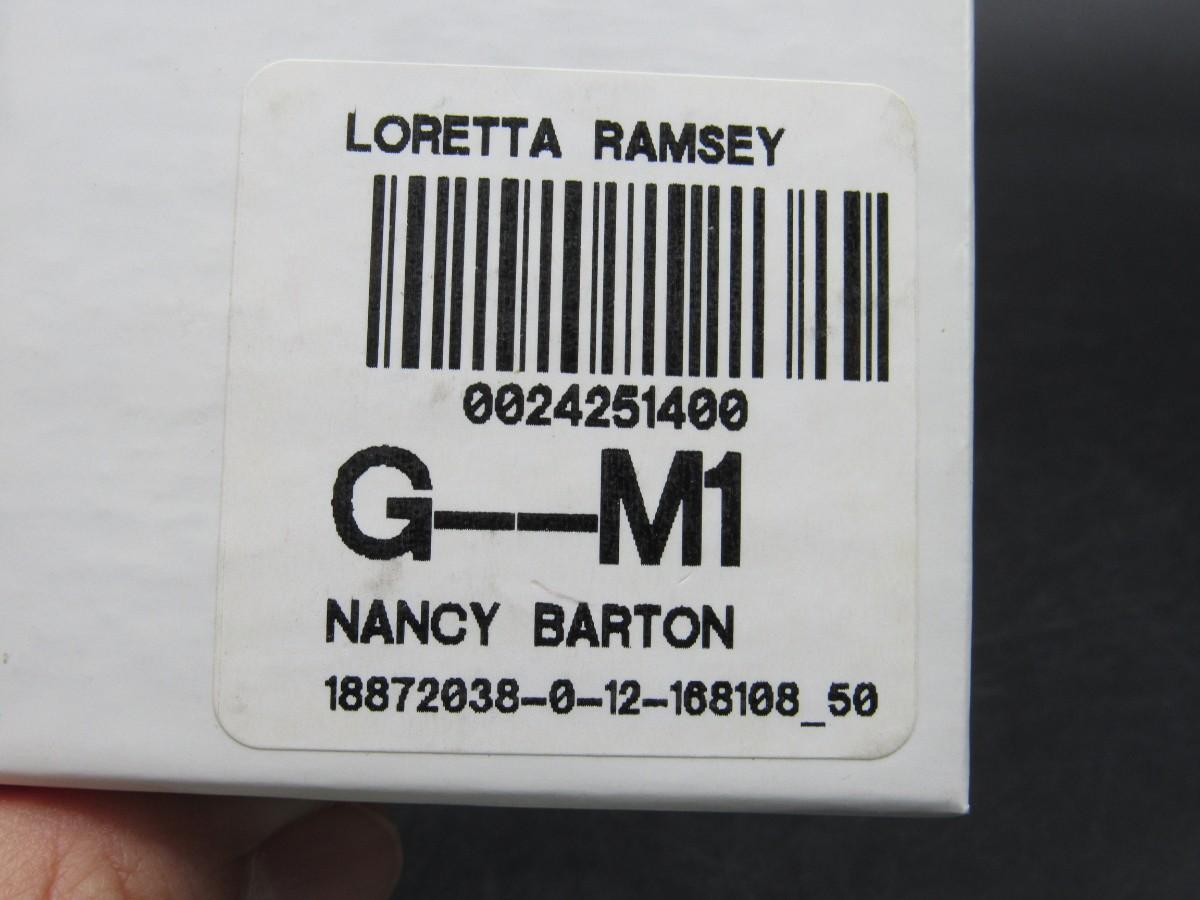 LORETTA RAMSEY
0024251400
G--M1
NANCY BARTON
18872038-0-12-168108_50